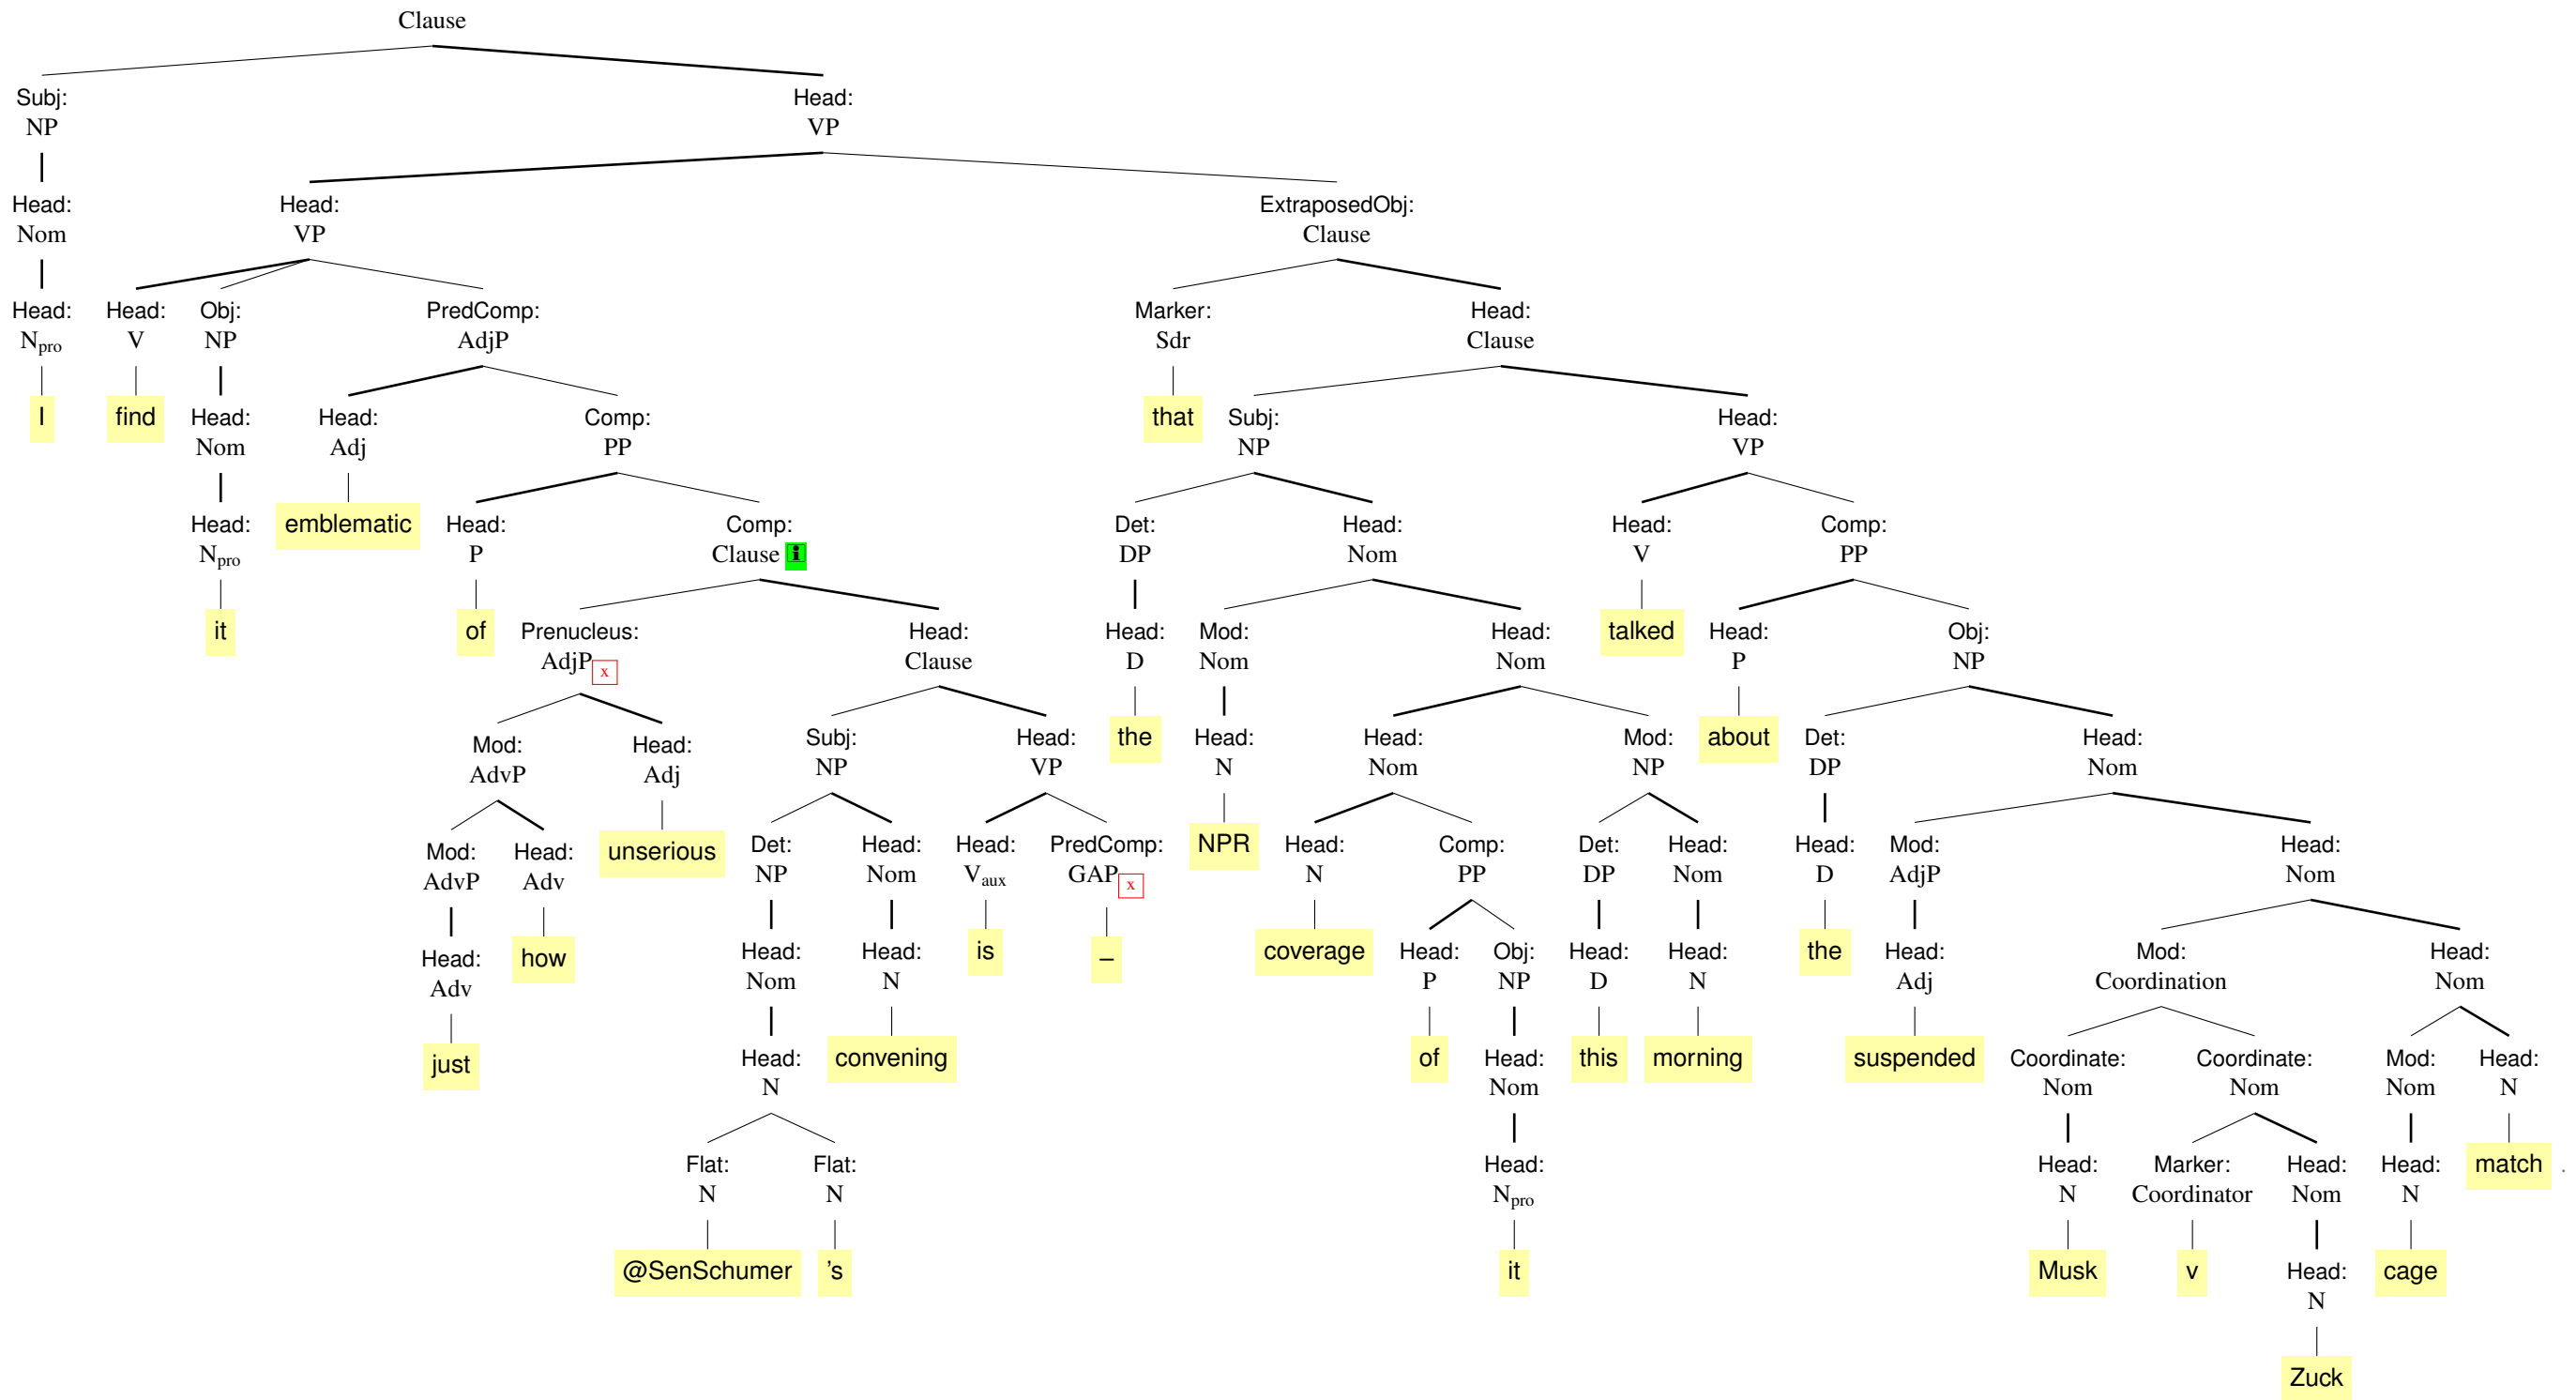 Clause
Subj: Head:
NP VP
Head: Head: ExtraposedObj:
Nom VP Clause
Head: Head: Obj: PredComp: Marker: Head:
Npro V NP AdjP Sdr Clause
I find Head: Head: Comp: that Subj: Head:
Nom Adj PP NP VP
Head: emblematic Head: Comp: Det: Head: Head: Comp:
Npro P Clause i DP Nom V PP
it of Prenucleus: Head: Head: Mod: Head: talked Head: Obj:
AdjP x Clause D Nom Nom P NP
Mod: Head: Subj: Head: the Head: Head: Mod: about Det: Head:
AdvP Adj NP VP N Nom NP DP Nom
Mod: Head: unserious Det: Head: Head: PredComp: NPR Head: Comp: Det: Head: Head: Mod: Head:
AdvP Adv NP Nom Vaux GAP x N PP DP Nom D AdjP Nom
Head: how Head: Head: is – coverage Head: Obj: Head: Head: the Head: Mod: Head:
Adv Nom N P NP D N Adj Coordination Nom
just Head: convening of Head: this morning suspended Coordinate: Coordinate: Mod: Head:
N Nom Nom Nom Nom N
Flat: Flat: Head: Head: Marker: Head: Head: match .
N N Npro N Coordinator Nom N
@SenSchumer 's it Musk v Head: cage
N
Zuck